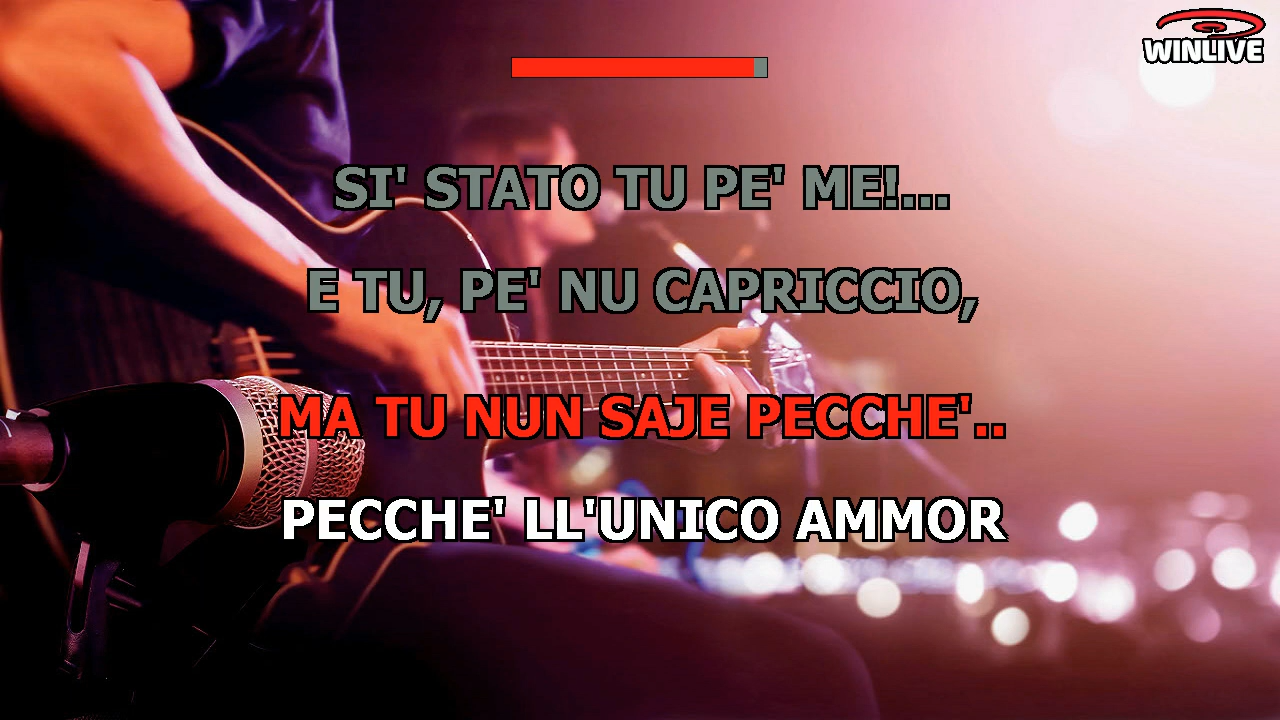 WINLIVE
SI' STATO TU PE' ME!...
E TU, PE' NU CAPRICCIO,
MA TU NUN SAJE PECCHE'..
PECCHE' LL'UNICO AMMOR